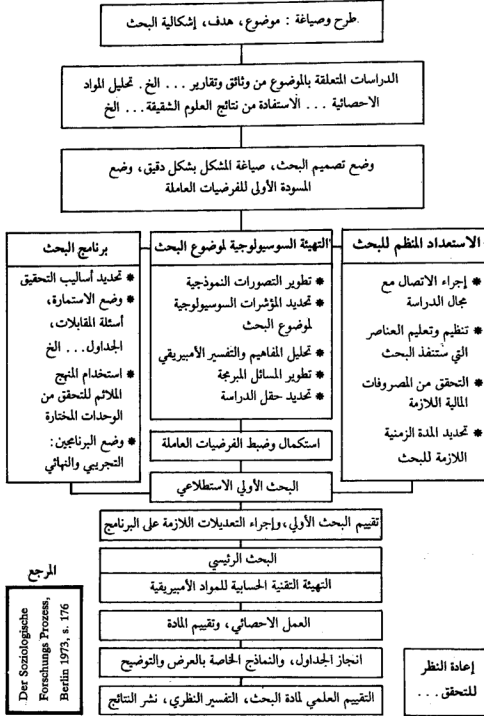 طرح وصياغة : موضوع، هدف، إشكالية البحث
الدراسات المتعلقة بالموضوع من وثائق وتقارير ... الخ. تحليل المواد
الاحصائية ... الاستفادة من نتائج العلوم الشقيقة... الخ
وضع تصميم البحث، صياغة المشكل بشكل دقيق، وضع
المسودة الأولى للفرضيات العاملة
الاستعداد المنظم للبحث
* إجراء الاتصال مع
مجال الدراسة
* تنظيم وتعليم العناصر
التي ستنفذ البحث
* التحقق من المصروفات
المالية اللازمة
* تحديد المدة الزمنية
اللازمة للبحث
التهيئة السوسيولوجية لموضوع البحث
* تطوير التصورات النموذجية
* تحديد المؤشرات السوسيولوجية
لموضوع البحث
* تحليل المفاهيم والتفسير الأمبريقي
* تطوير المسائل المبرمجة
* تحديد حقل الدراسة
برنامج البحث
* تحديد أساليب التحقيق
* وضع الاستمارة،
أسئلة المقابلات،
الجداول... الخ
* استخدام المنهج
الملائم للتحقق من
الوحدات المختارة
* وضع البرنامجين:
التجريبي والنهائي
استكمال وضبط الفرضيات العاملة
البحث الأولي الاستطلاعي
تقييم البحث الأولي، وإجراء التعديلات اللازمة على البرنامج
البحث الرئيسي
التهيئة التقنية الحسابية للمواد الأمبريقية
العمل الاحصائي، وتقييم المادة
انجاز الجداول، والنماذج الخاصة بالعرض والتوضيح
التقييم العلمي لمادة البحث، التفسير النظري، نشر النتائج
إعادة النظر
للتحقق ...
المرجع
Der Soziologische
Forschungs Prozess,
Berlin 1973, s. 176